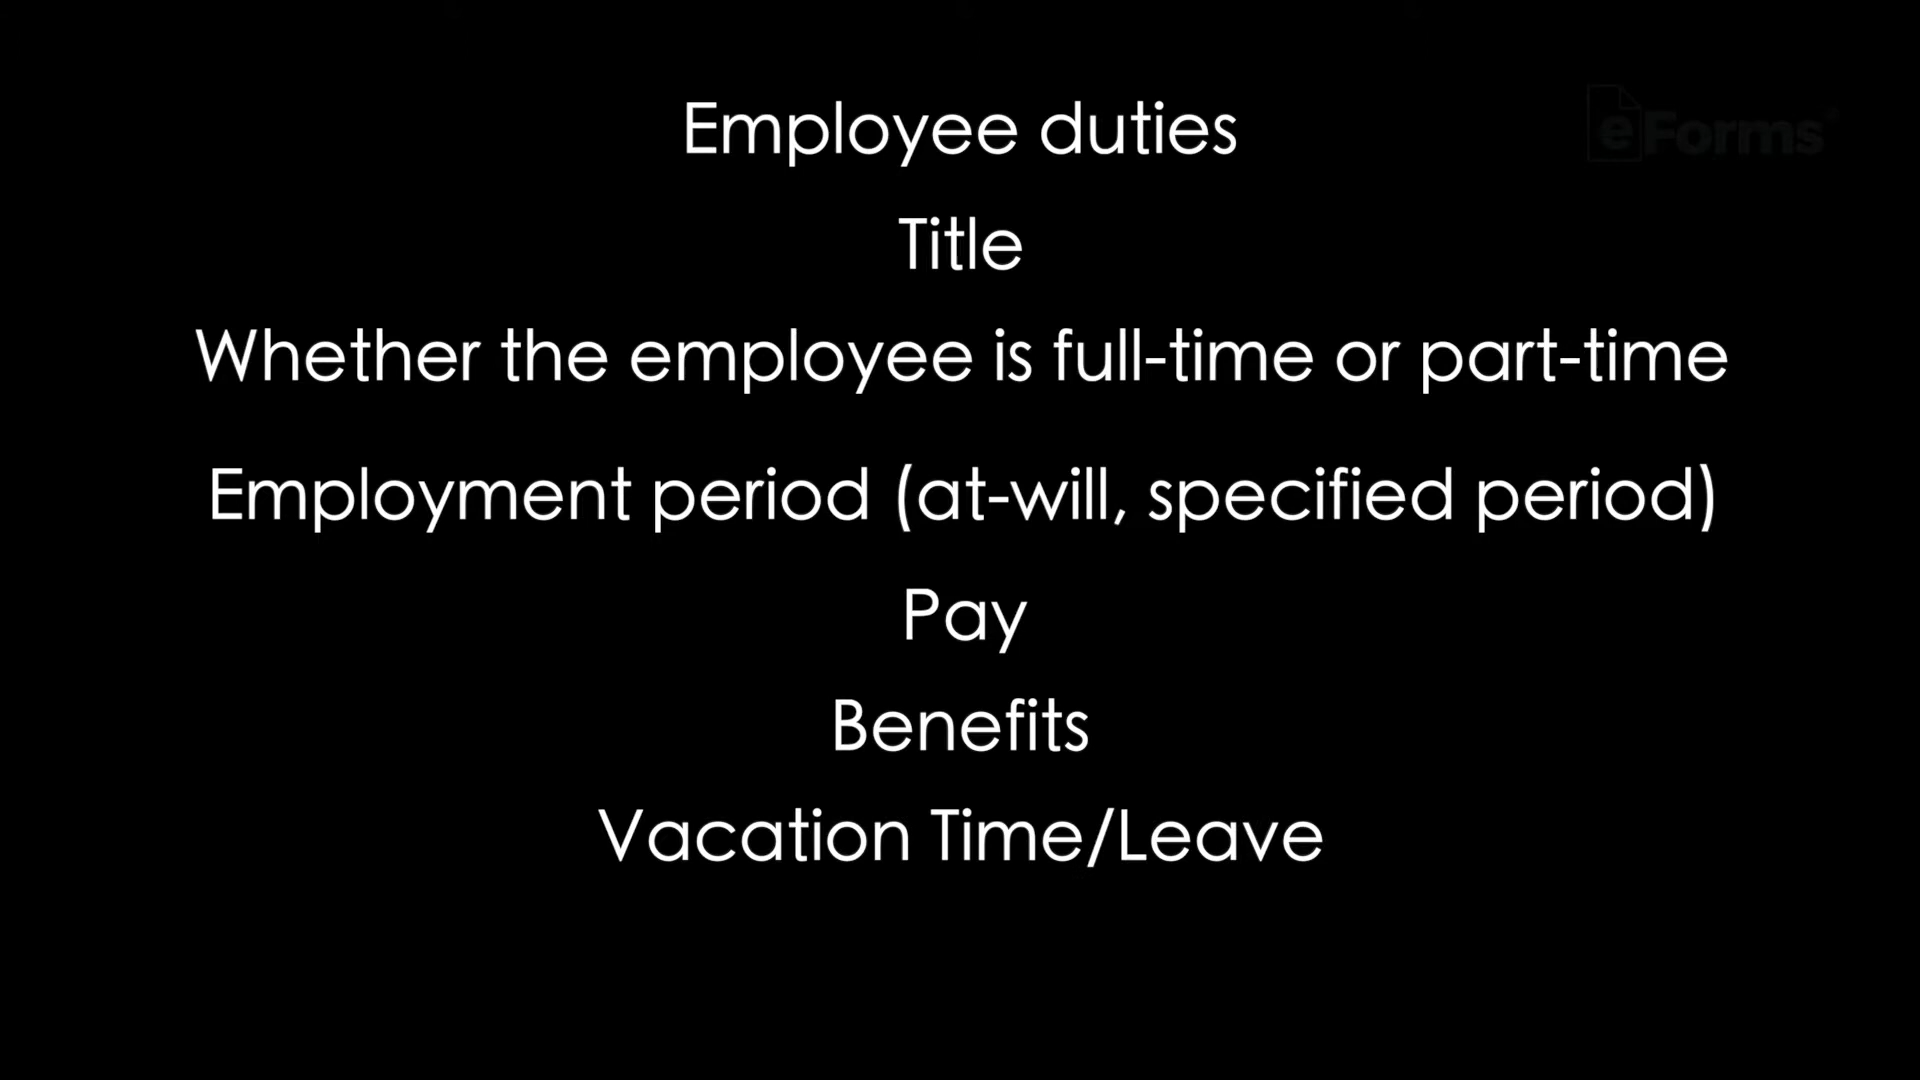 Employee duties
eForms
Title
Whether the employee is full-time or part-time
Employment period (at-will, specified period)
Pay
Benefits
Vacation Time/Leave